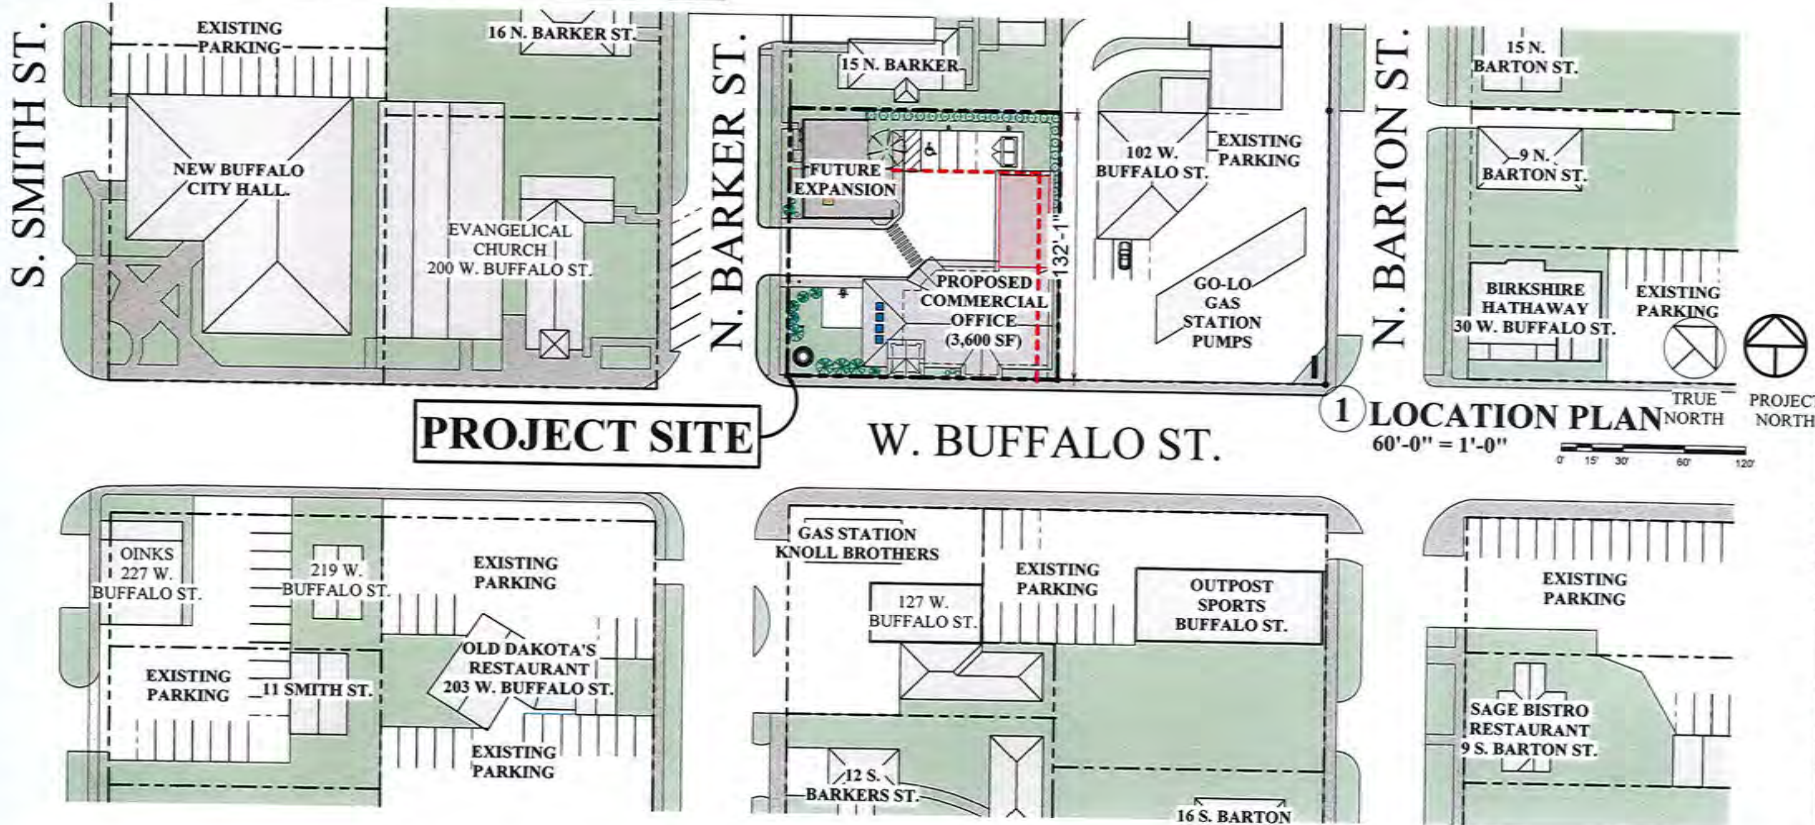 S. SMITH ST.
EXISTING
PARKING
16 N. BARKER ST.
N. BARKER ST.
15 N. BARKER
N. BARTON ST.
15 N.
BARTON ST.
NEW BUFFALO
CITY HALL.
EVANGELICAL
CHURCH
200 W. BUFFALO ST.
FUTURE
EXPANSION
PROPOSED
COMMERCIAL
OFFICE
(3,600 SF)
132'-1"
102 W.
BUFFALO ST.
EXISTING
PARKING
GO-LO
GAS
STATION
PUMPS
9 N.
BARTON ST.
BIRKSHIRE
HATHAWAY
30 W. BUFFALO ST.
EXISTING
PARKING
TRUE
NORTH
PROJECT
NORTH
PROJECT SITE
W. BUFFALO ST.
1
LOCATION PLAN
60'-0" = 1'-0"
0' 15' 30' 60' 120'
OINKS
227 W.
BUFFALO ST.
219 W.
BUFFALO ST.
EXISTING
PARKING
EXISTING
PARKING
11 SMITH ST.
OLD DAKOTA'S
RESTAURANT
203 W. BUFFALO ST.
EXISTING
PARKING
GAS STATION
KNOLL BROTHERS
127 W.
BUFFALO ST.
EXISTING
PARKING
OUTPOST
SPORTS
BUFFALO ST.
12 S.
BARKERS ST.
16 S. BARTON
EXISTING
PARKING
SAGE BISTRO
RESTAURANT
9 S. BARTON ST.